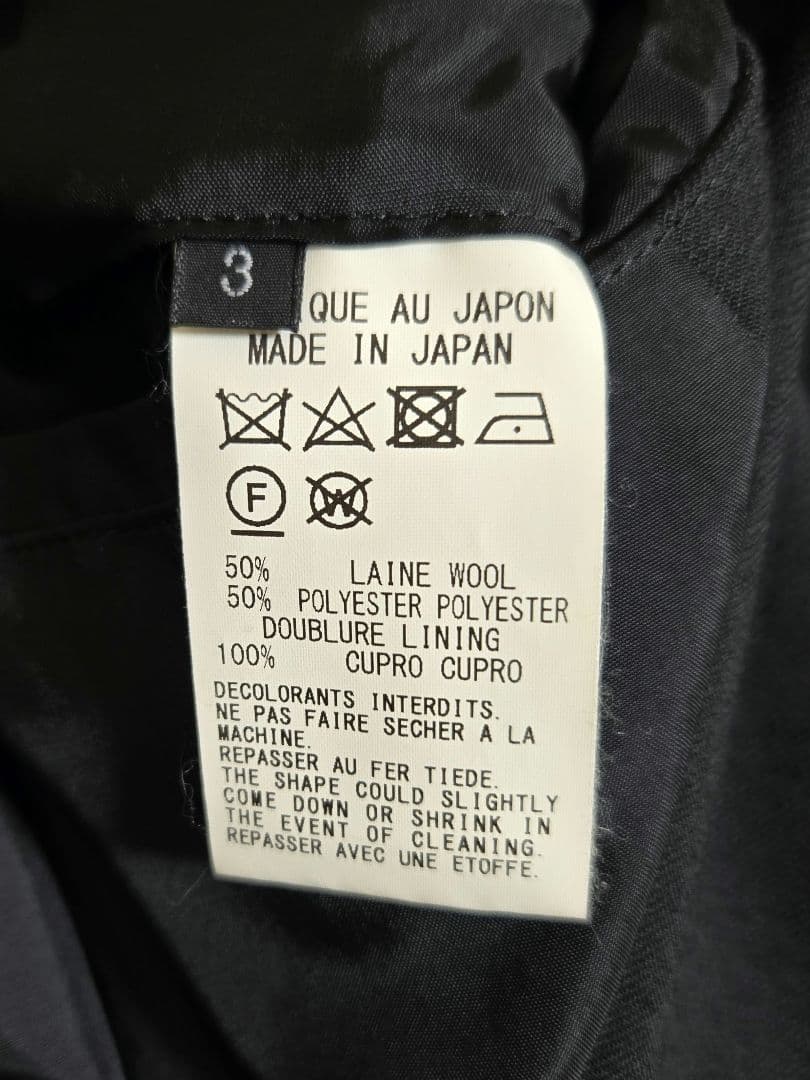 3
QUE AU JAPON
MADE IN JAPAN
F W
50% LAINE WOOL
50% POLYESTER POLYESTER
DOUBLURE LINING
100% CUPRO CUPRO
DECOLORANTS INTERDITS.
NE PAS FAIRE SECHER A LA
MACHINE.
REPASSER AU FER TIEDE.
THE SHAPE COULD SLIGHTLY
COME DOWN OR SHRINK IN
THE EVENT OF CLEANING.
REPASSER AVEC UNE ETOFFE.